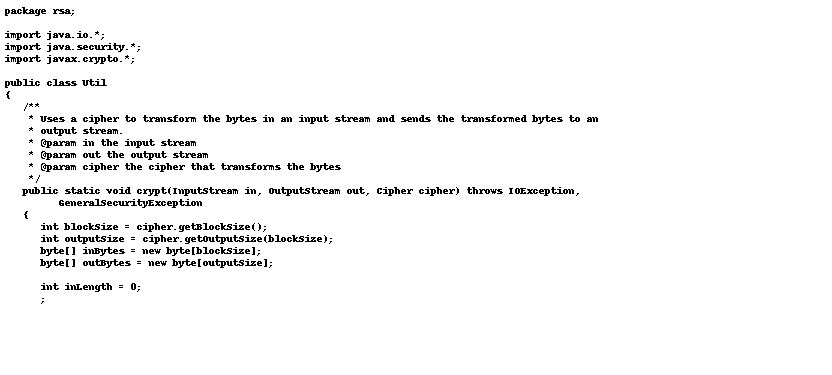 package rsa;

import java.io.*;
import java.security.*;
import javax.crypto.*;

public class Util
{
   /**
    * Uses a cipher to transform the bytes in an input stream and sends the transformed bytes to an
    * output stream.
    * @param in the input stream
    * @param out the output stream
    * @param cipher the cipher that transforms the bytes
    */
   public static void crypt(InputStream in, OutputStream out, Cipher cipher) throws IOException,
         GeneralSecurityException
   {
      int blockSize = cipher.getBlockSize();
      int outputSize = cipher.getOutputSize(blockSize);
      byte[] inBytes = new byte[blockSize];
      byte[] outBytes = new byte[outputSize];

      int inLength = 0;
      ;